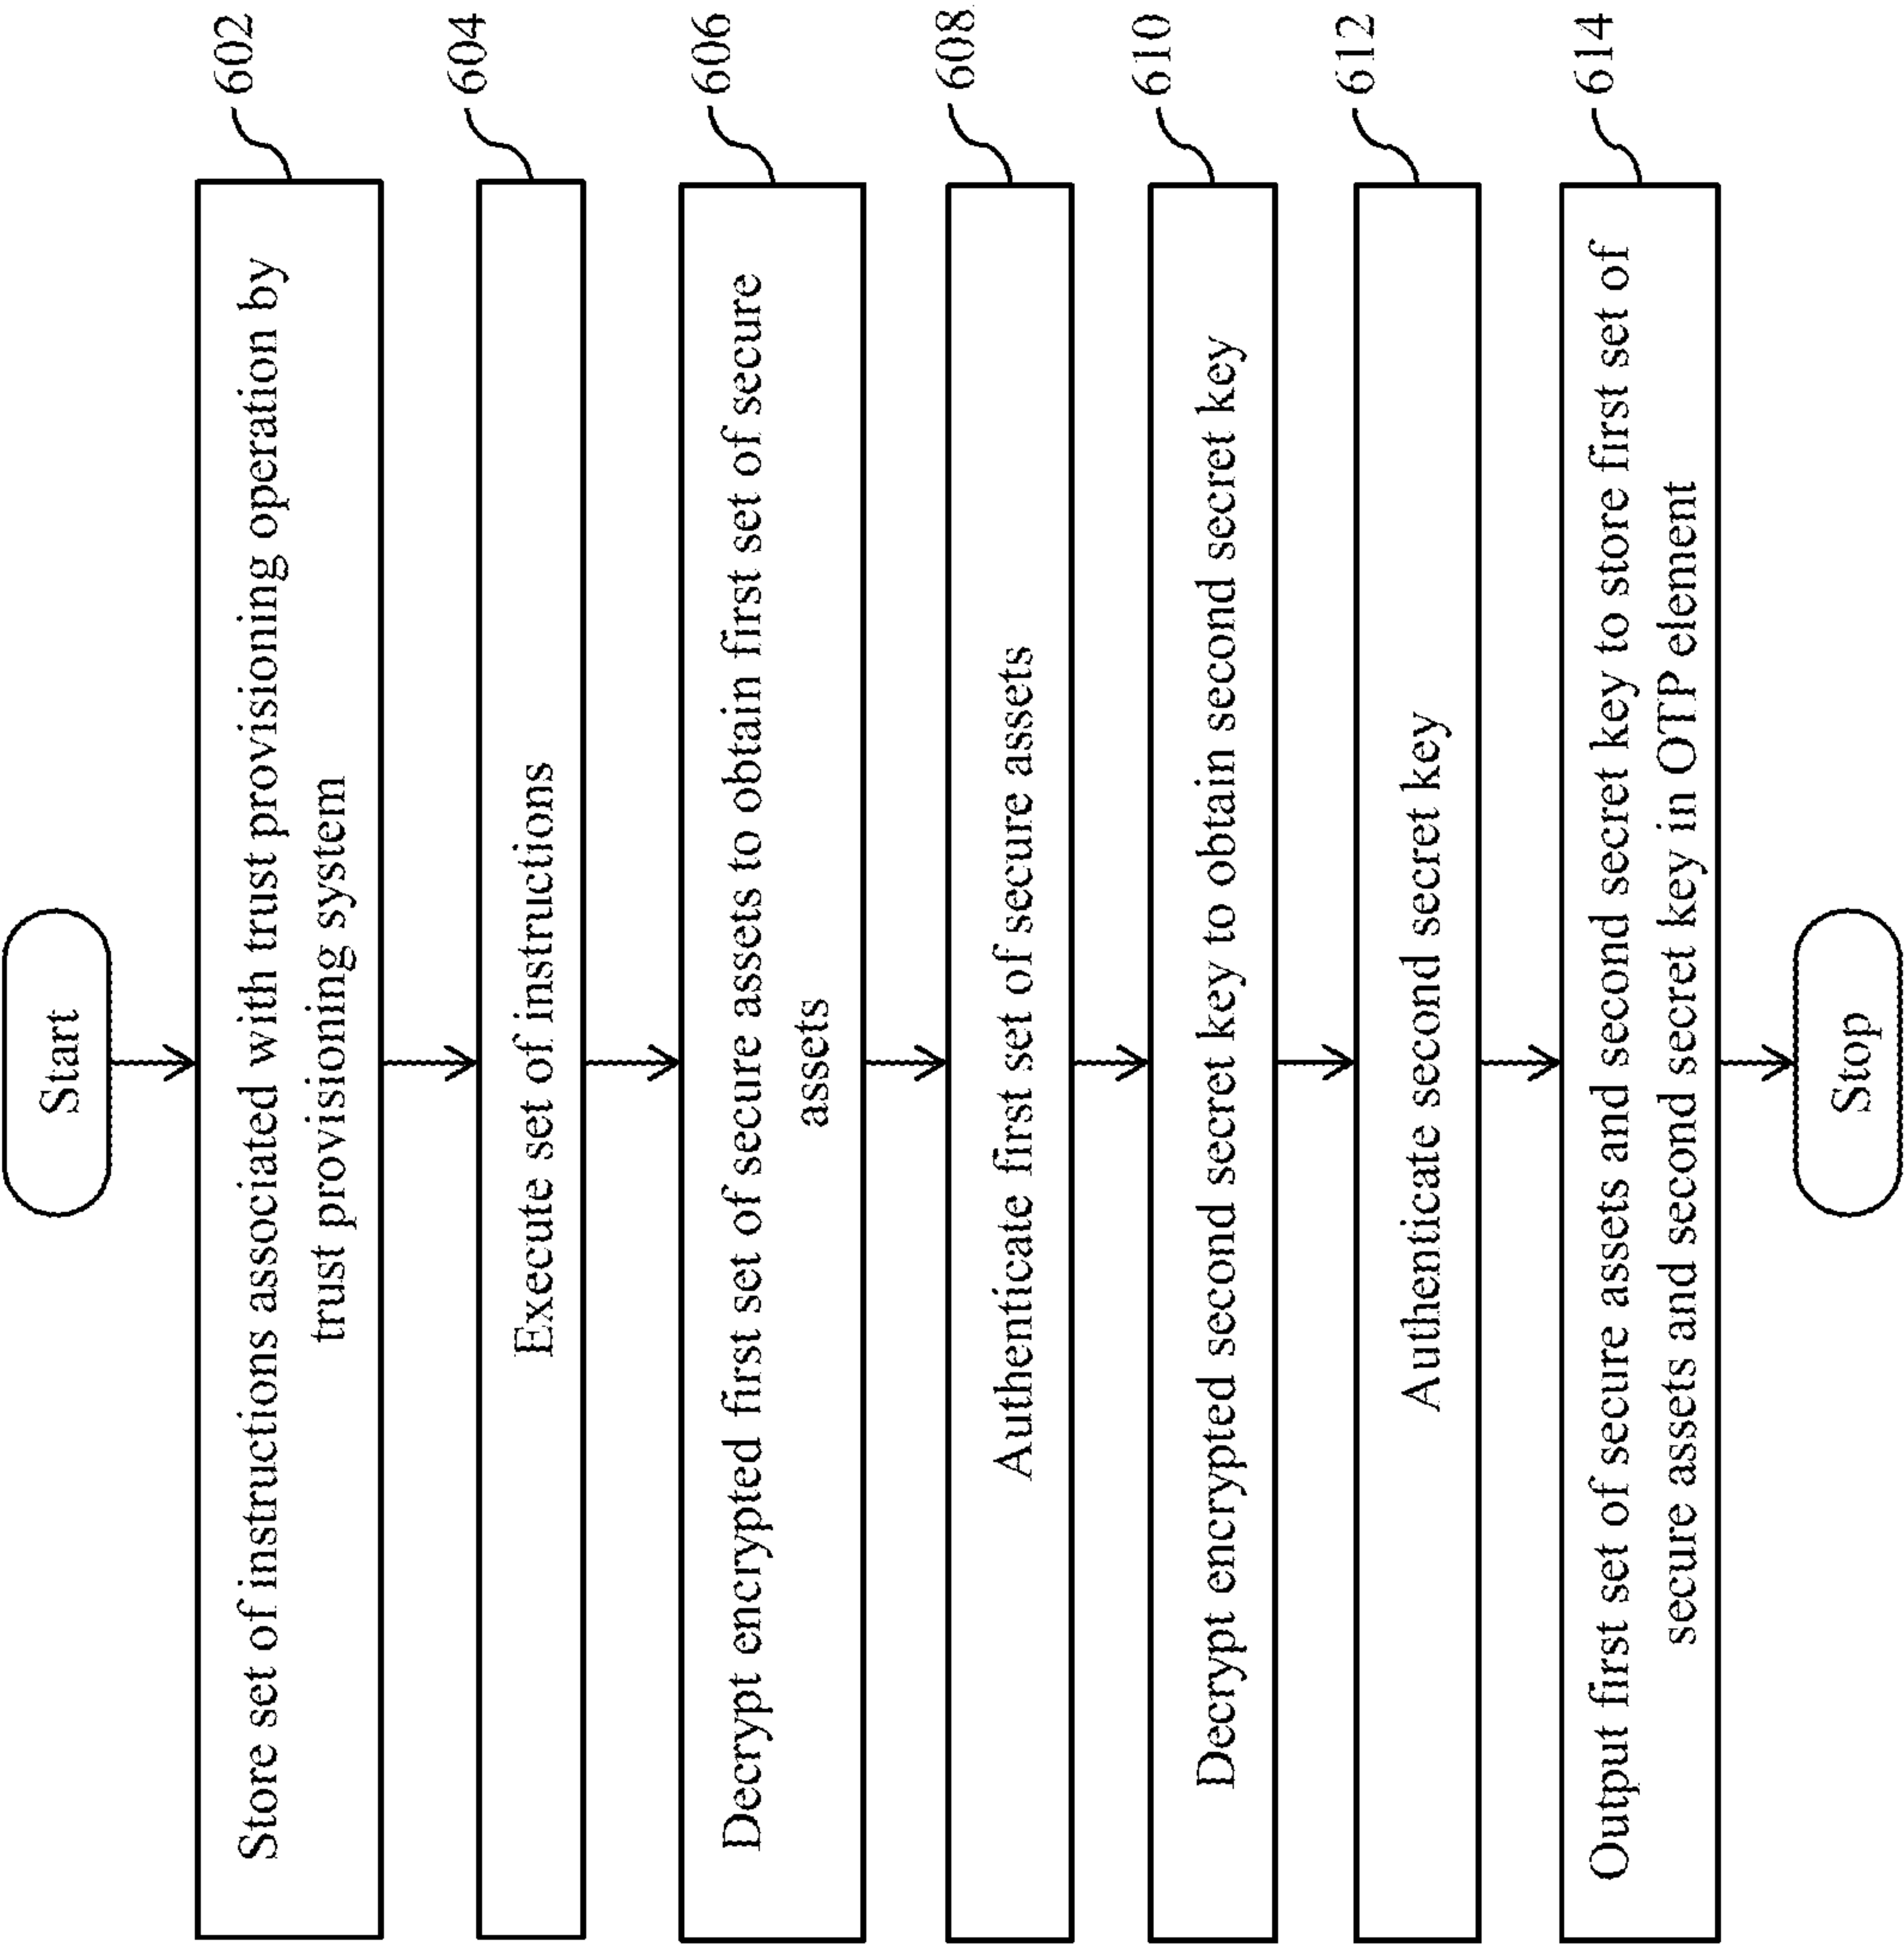 Start
Store set of instructions associated with trust provisioning operation by
trust provisioning system
602
Execute set of instructions
604
Decrypt encrypted first set of secure assets to obtain first set of secure
assets
606
Authenticate first set of secure assets
608
Decrypt encrypted second secret key to obtain second secret key
610
Authenticate second secret key
612
Output first set of secure assets and second secret key to store first set of
secure assets and second secret key in OTP element
614
Stop